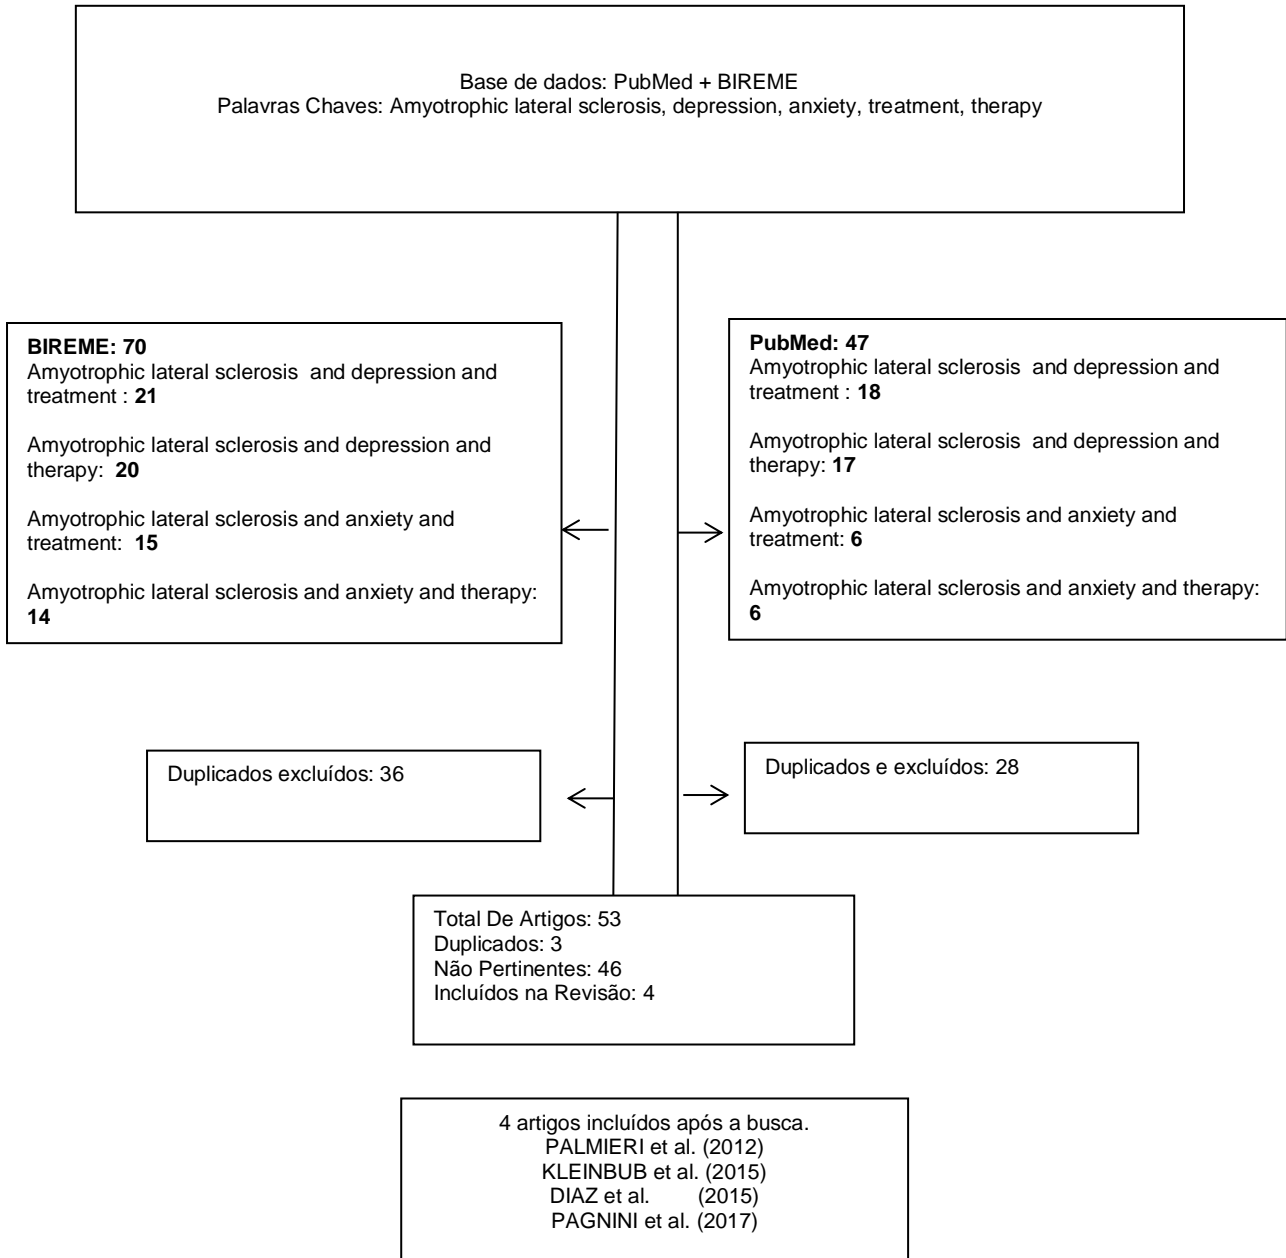 Base de dados: PubMed + BIREME
Palavras Chaves: Amyotrophic lateral sclerosis, depression, anxiety, treatment, therapy
BIREME: 70
Amyotrophic lateral sclerosis and depression and
treatment : 21
Amyotrophic lateral sclerosis and depression and
therapy: 20
Amyotrophic lateral sclerosis and anxiety and
treatment: 15
Amyotrophic lateral sclerosis and anxiety and therapy:
14
PubMed: 47
Amyotrophic lateral sclerosis and depression and
treatment : 18
Amyotrophic lateral sclerosis and depression and
therapy: 17
Amyotrophic lateral sclerosis and anxiety and
treatment: 6
Amyotrophic lateral sclerosis and anxiety and therapy:
6
Duplicados excluídos: 36
Duplicados e excluídos: 28
Total De Artigos: 53
Duplicados: 3
Não Pertinentes: 46
Incluídos na Revisão: 4
4 artigos incluídos após a busca.
PALMIERI et al. (2012)
KLEINBUB et al. (2015)
DIAZ et al. (2015)
PAGNINI et al. (2017)